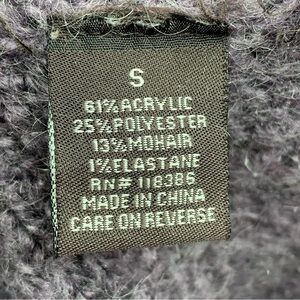 S
61% ACRYLIC
25% POLYESTER
13% MOHAIR
1% ELASTANE
RN# 118386
MADE IN CHINA
CARE ON REVERSE